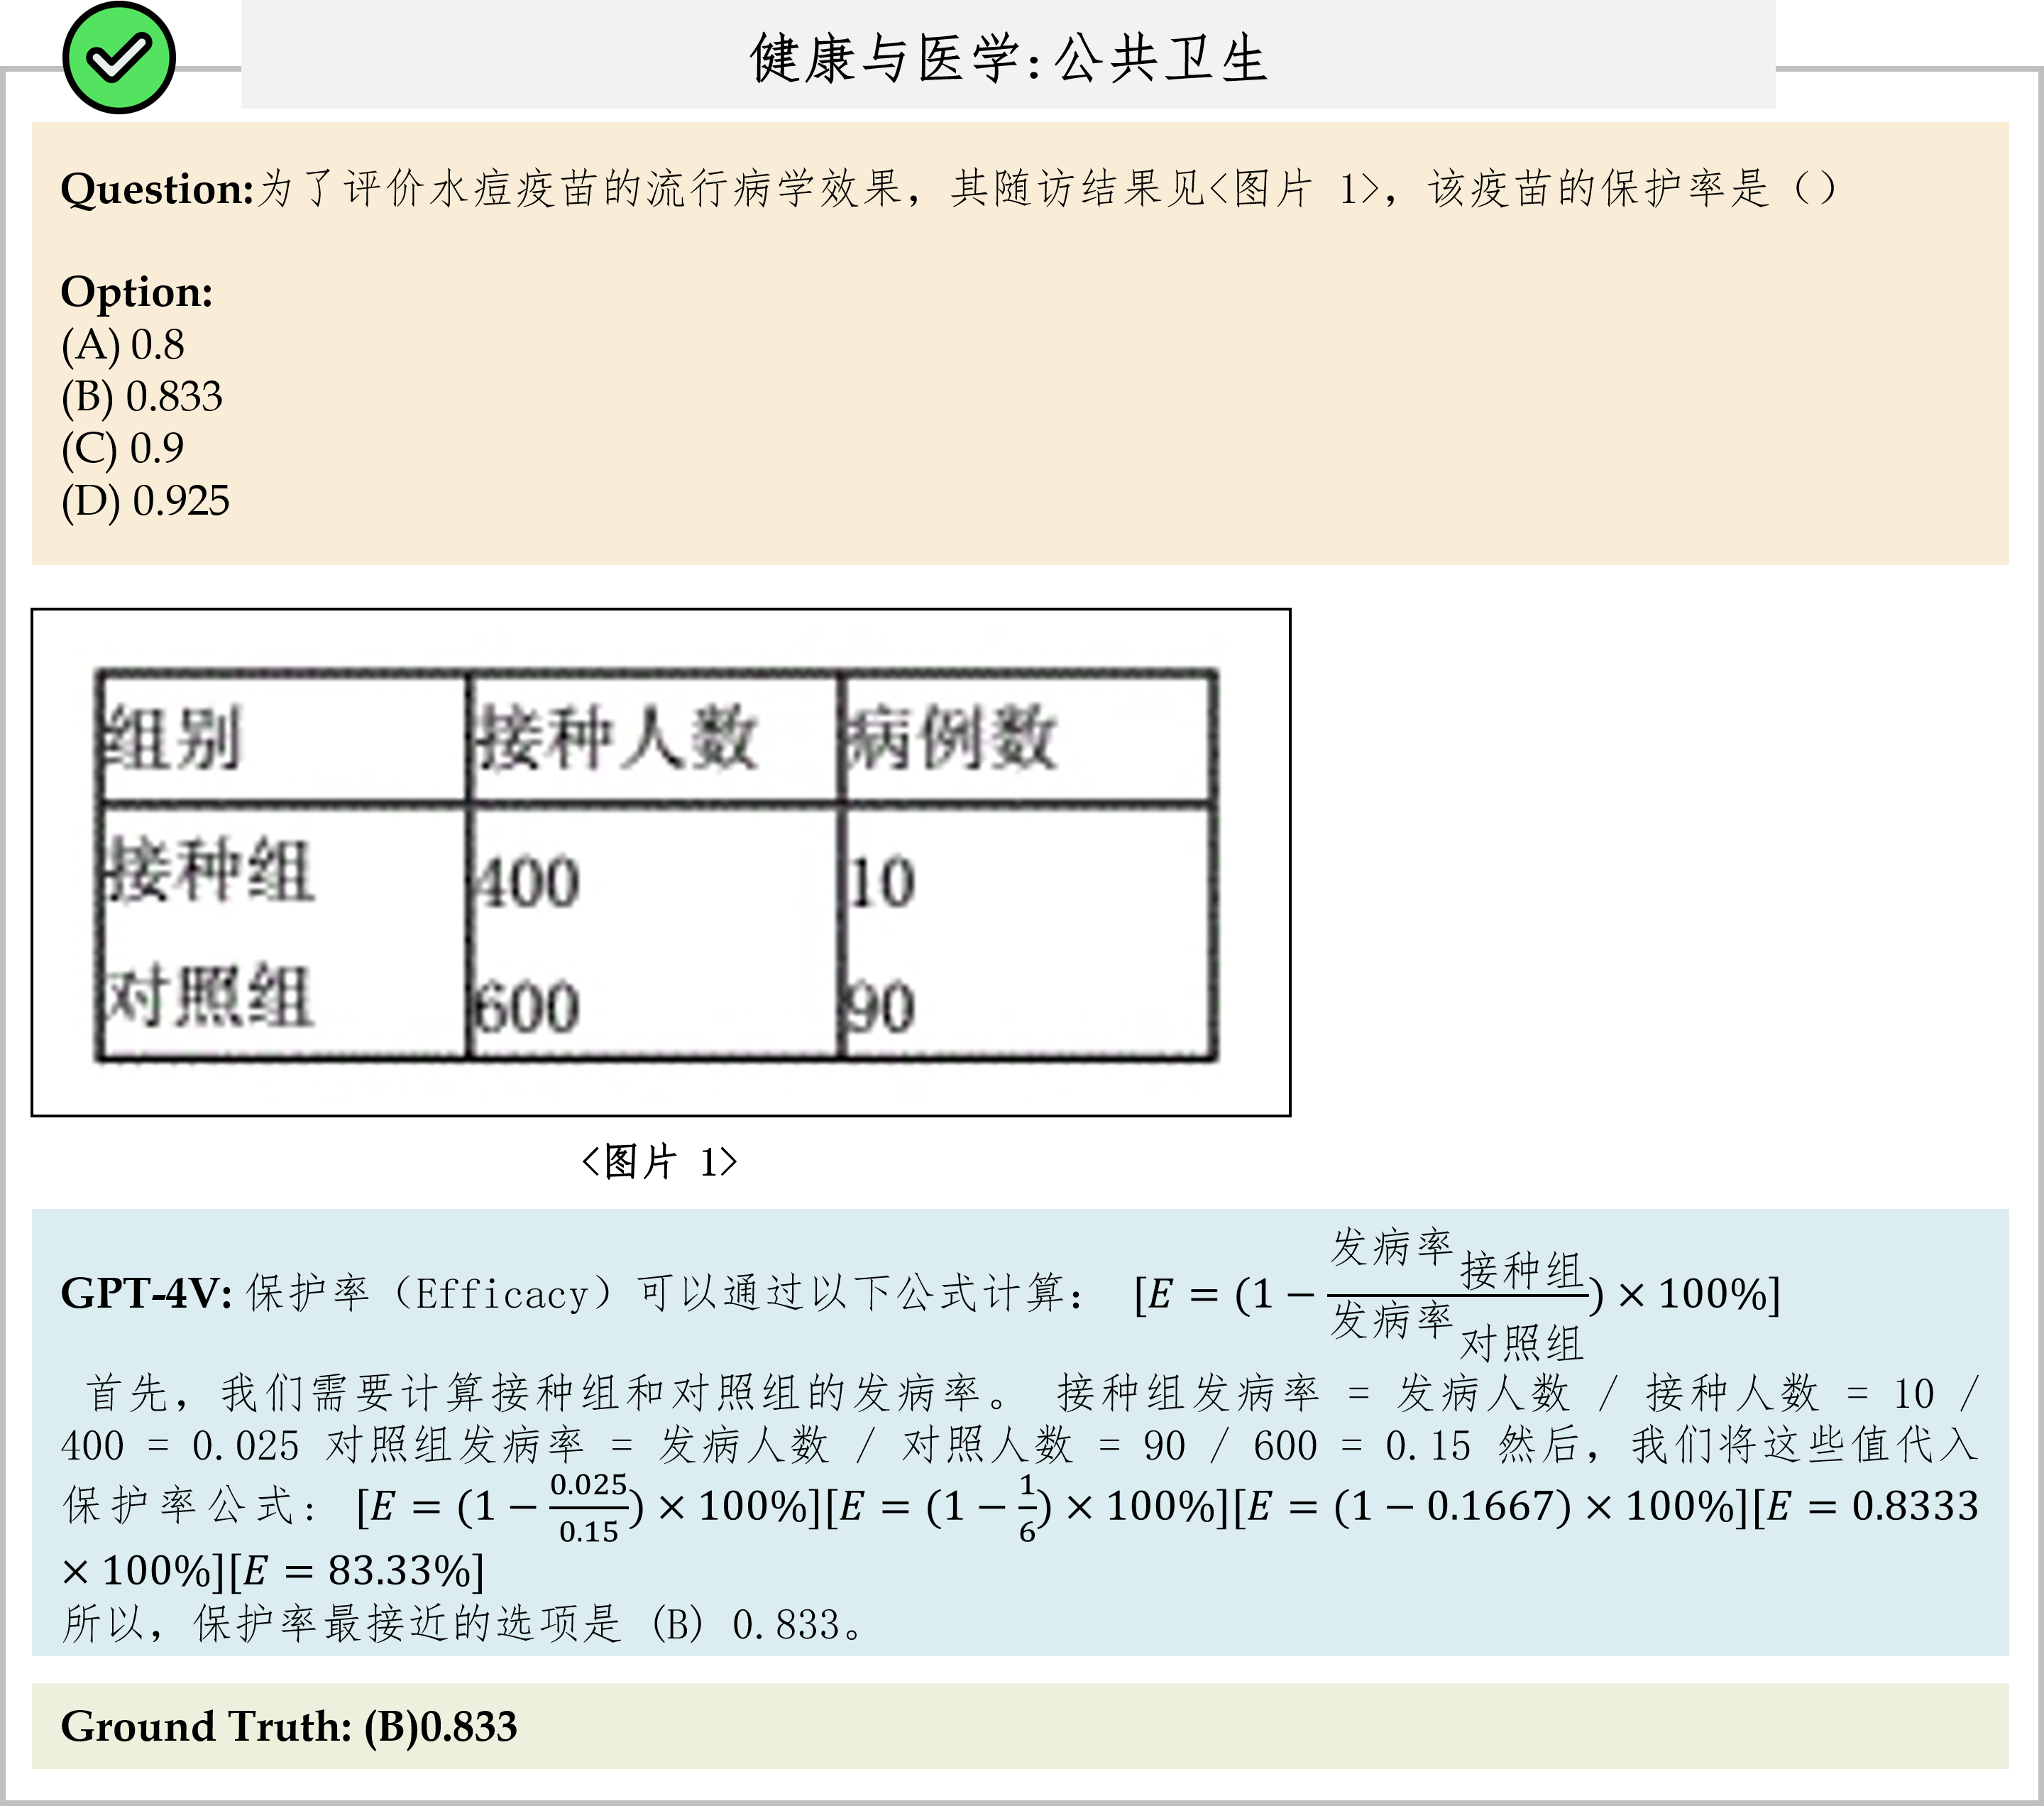 健康与医学:公共卫生
Question:为了评价水痘疫苗的流行病学效果，其随访结果见<图片 1>，该疫苗的保护率是（）
Option:
(A) 0.8
(B) 0.833
(C) 0.9
(D) 0.925
组别 接种人数 病例数
接种组 400 10
对照组 600 90
<图片 1>
GPT-4V: 保护率（Efficacy）可以通过以下公式计算： [E = (1 − 发病率接种组/发病率对照组) × 100%]
首先，我们需要计算接种组和对照组的发病率。 接种组发病率 = 发病人数 / 接种人数 = 10 /
400 = 0.025 对照组发病率 = 发病人数 / 对照人数 = 90 / 600 = 0.15 然后，我们将这些值代入
保护率公式： [E = (1 − 0.025/0.15) × 100%][E = (1 − 1/6) × 100%][E = (1 − 0.1667) × 100%][E = 0.8333
× 100%][E = 83.33%]
所以，保护率最接近的选项是 (B) 0.833。
Ground Truth: (B)0.833